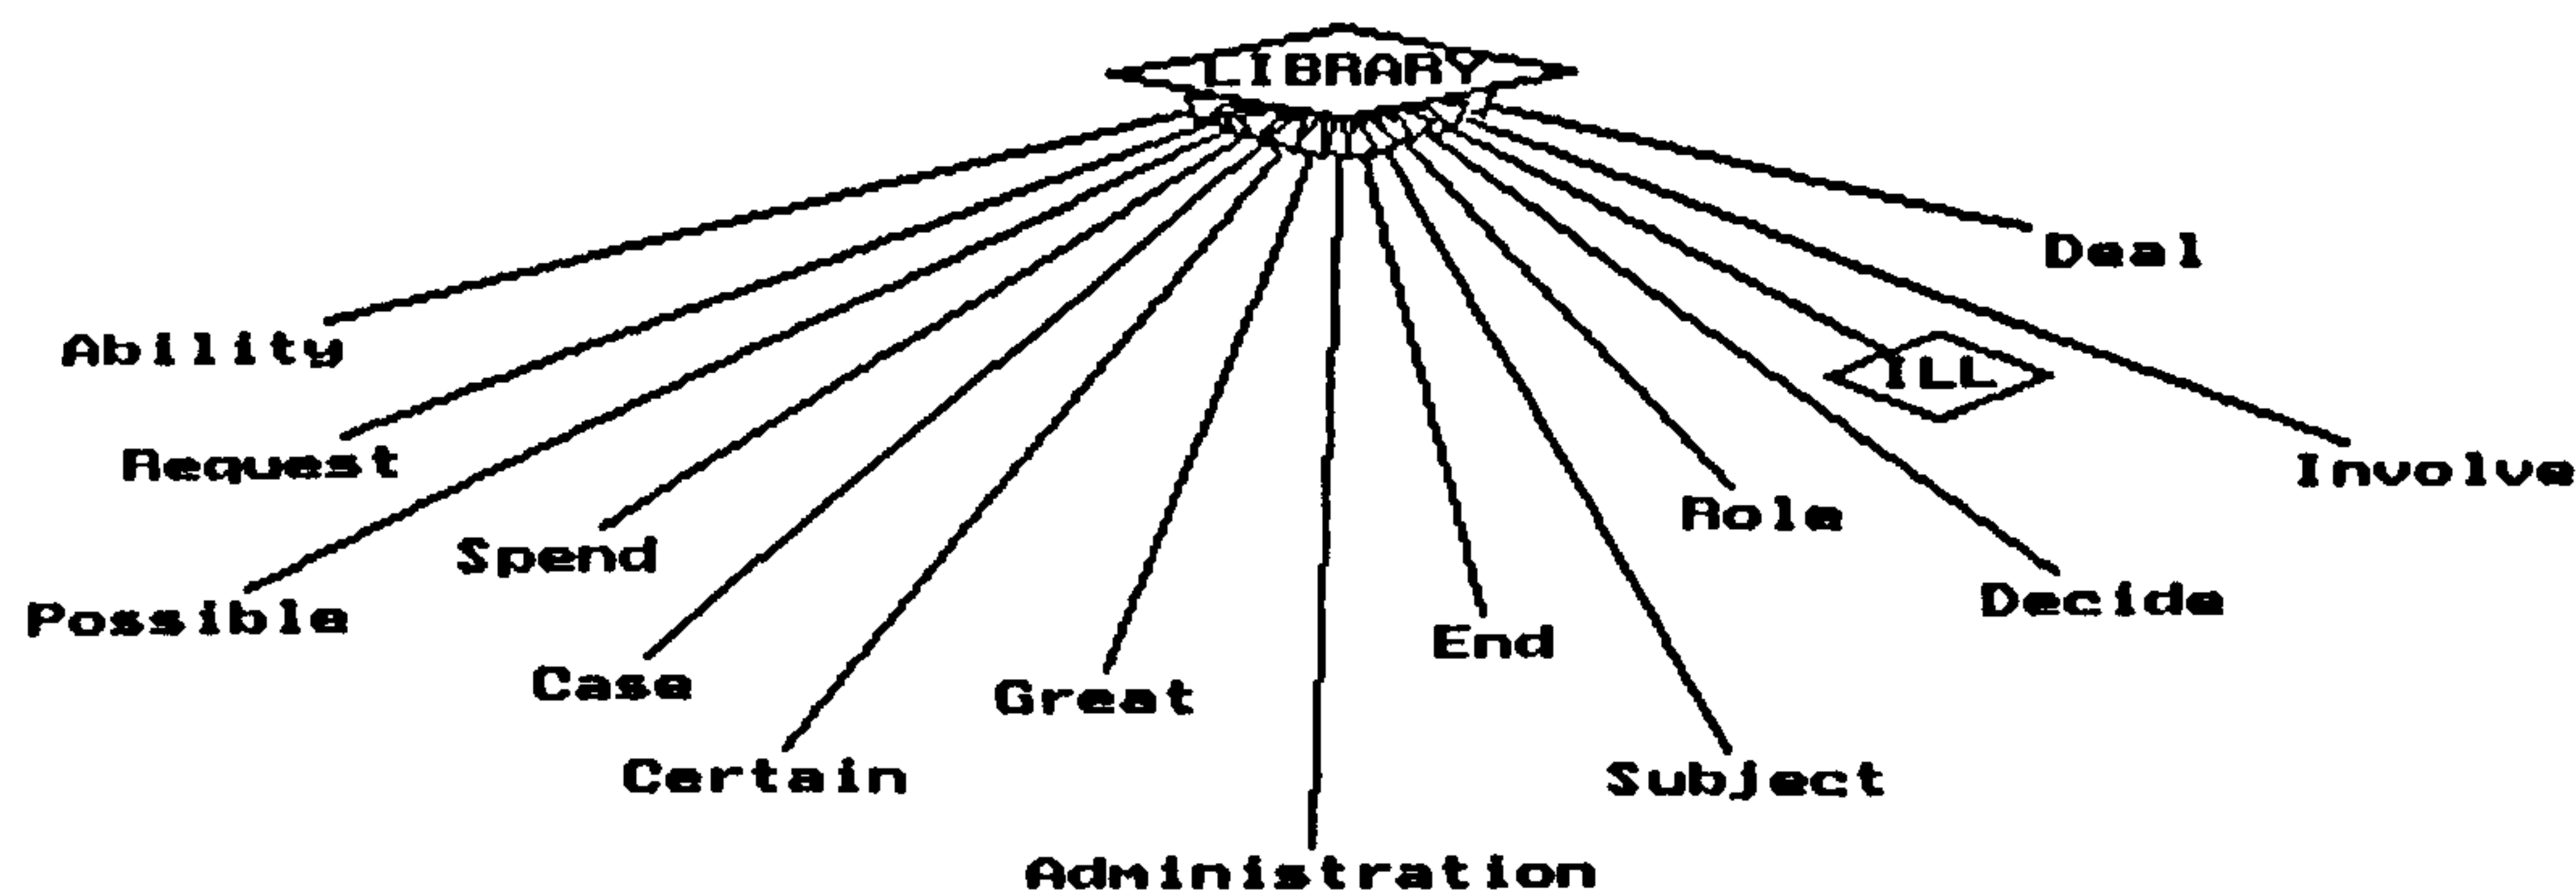 LIBRARY
Deal
Ability
ILL
Request
Involve
Role
Spend
Decide
Possible
End
Case
Great
Certain
Subject
Administration